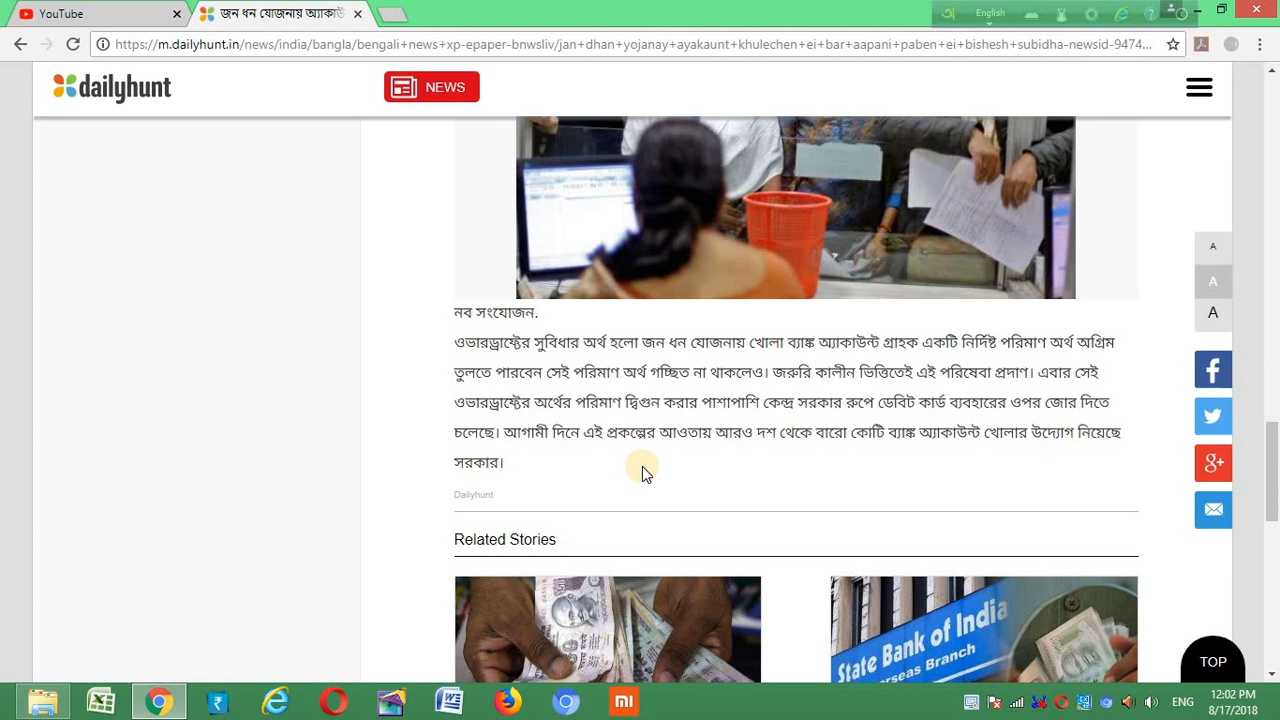 YouTube
জন ধন যোজনায় অ্যাকাউ
English
https://m.dailyhunt.in/news/india/bangla/bengali+news+xp-epaper-bnwsliv/jan+dhan+yojanay+ayakaunt+khulechen+ei+bar+aapani+paben+ei+bishesh+subidha-newsid-9474...
dailyhunt
NEWS
নব সংযোজন.
ওভারড্রাফ্টের সুবিধার অর্থ হলো জন ধন যোজনায় খোলা ব্যাঙ্ক অ্যাকাউন্ট গ্রাহক একটি নির্দিষ্ট পরিমাণ অর্থ অগ্রিম
তুলতে পারবেন সেই পরিমাণ অর্থ গচ্ছিত না থাকলেও। জরুরি কালীন ভিত্তিতেই এই পরিষেবা প্রদাণ। এবার সেই
ওভারড্রাফ্টের অর্থের পরিমাণ দ্বিগুন করার পাশাপাশি কেন্দ্র সরকার রুপে ডেবিট কার্ড ব্যবহারের ওপর জোর দিতে
চলেছে। আগামী দিনে এই প্রকল্পের আওতায় আরও দশ থেকে বারো কোটি ব্যাঙ্ক অ্যাকাউন্ট খোলার উদ্যোগ নিয়েছে
সরকার।
Dailyhunt
Related Stories
State Bank of India
erseas Branch
A
A
A
TOP
ENG
12:02 PM
8/17/2018